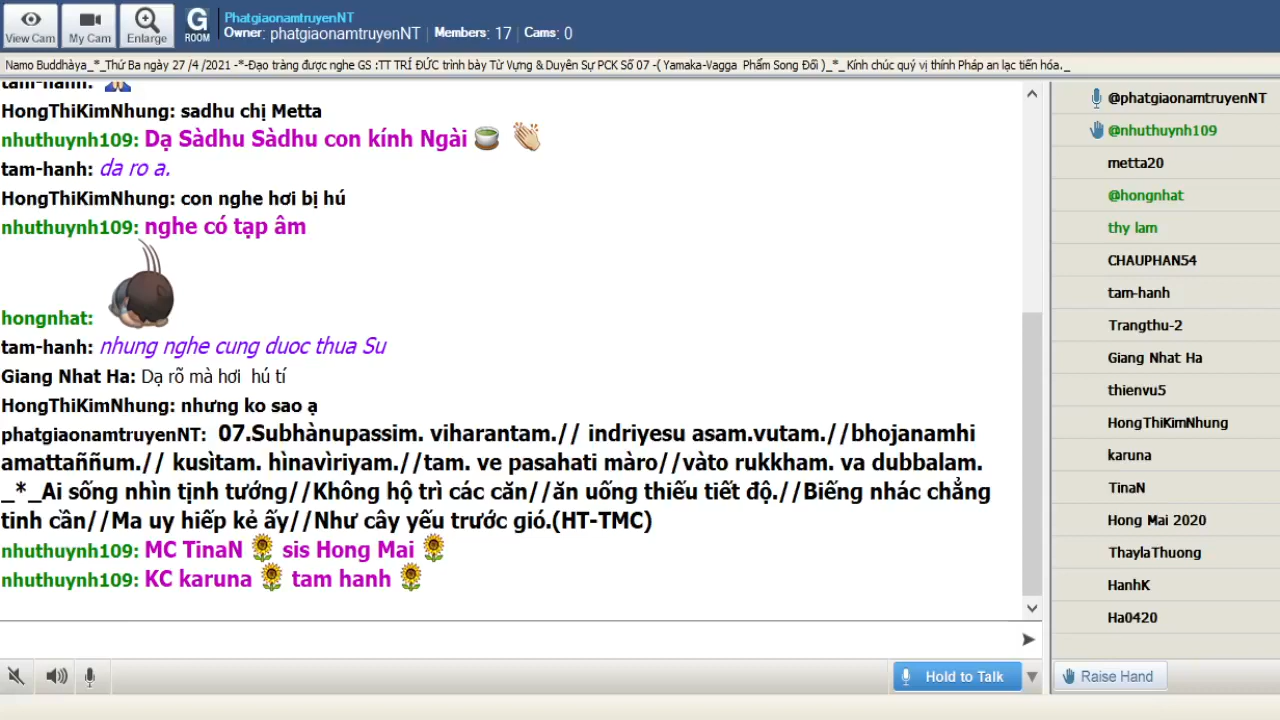 View Cam
My Cam
Enlarge
G
ROOM
PhatgiaonamtruyenNT
Owner: phatgiaonamtruyenNT | Members: 17 | Cams: 0
Namo Buddhàya_*_Thứ Ba ngày 27 /4 /2021 -*-Đạo tràng được nghe GS :TT TRÍ ĐỨC trình bày Từ Vựng & Duyên Sự PCK Số 07 -( Yamaka-Vagga Phẩm Song Đối )_*_ Kính chúc quý vị thính Pháp an lạc tiến hóa._
tam-hanh:
HongThiKimNhung: sadhu chị Metta
nhuthuynh109: Dạ Sàdhu Sàdhu con kính Ngài
tam-hanh: da ro a.
HongThiKimNhung: con nghe hơi bị hú
nhuthuynh109: nghe có tạp âm
hongnhat:
tam-hanh: nhung nghe cung duoc thua Su
Giang Nhat Ha: Dạ rõ mà hơi hú tí
HongThiKimNhung: nhưng ko sao ạ
phatgiaonamtruyenNT: 07.Subhànupassim. viharantam.// indriyesu asam.vutam.//bhojanamhi
amattaññum.// kusìtam. hìnavìriyam.//tam. ve pasahati màro//vàto rukkham. va dubbalam.
_*_Ai sống nhìn tịnh tướng//Không hộ trì các căn//ăn uống thiếu tiết độ.//Biếng nhác chẳng
tinh cần//Ma uy hiếp kẻ ấy//Như cây yếu trước gió.(HT-TMC)
nhuthuynh109: MC TinaN sis Hong Mai
nhuthuynh109: KC karuna tam hanh
Hold to Talk
@phatgiaonamtruyenNT
@nhuthuynh109
metta20
@hongnhat
thy lam
CHAUPHAN54
tam-hanh
Trangthu-2
Giang Nhat Ha
thienvu5
HongThiKimNhung
karuna
TinaN
Hong Mai 2020
ThaylaThuong
HanhK
Ha0420
Raise Hand